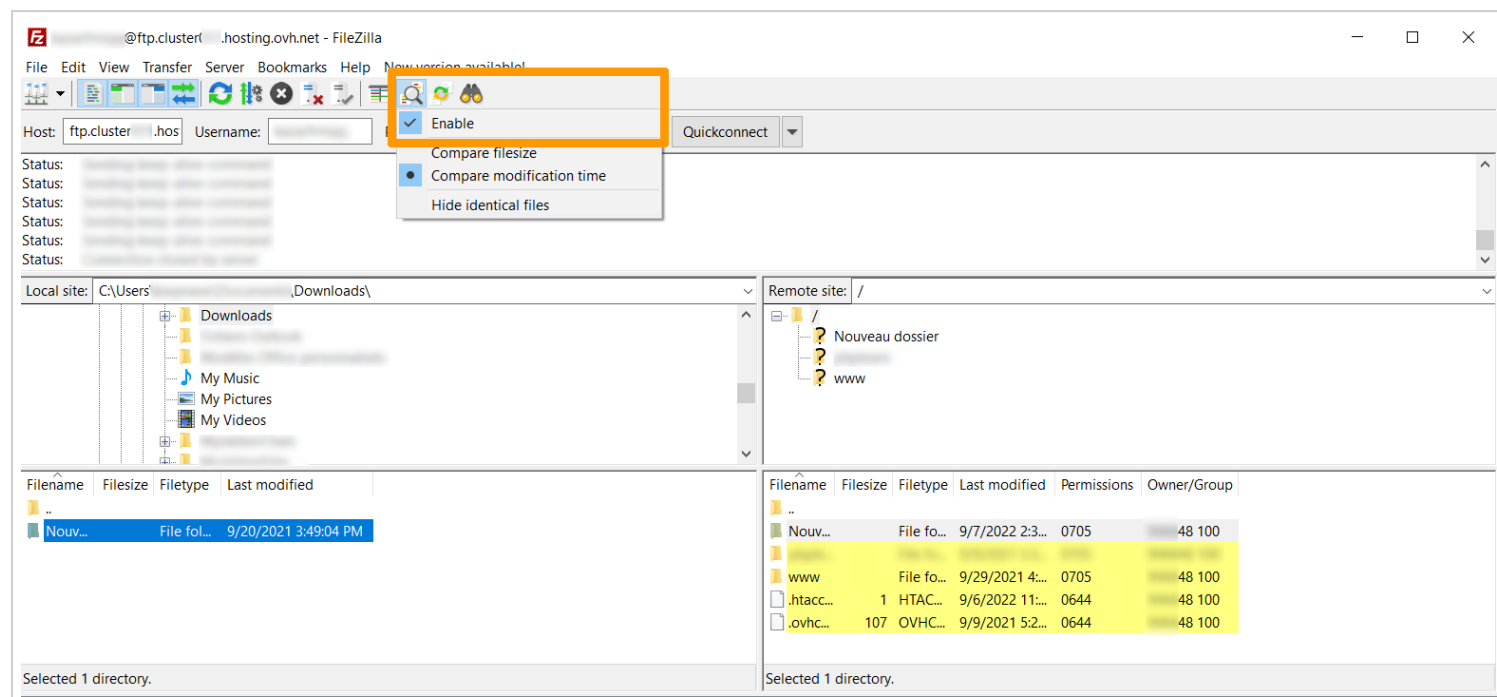 @ftp.cluster .hosting.ovh.net - FileZilla
File Edit View Transfer Server Bookmarks Help New version available!
Host: ftp.cluster .hos Username: Quickconnect
Enable
Compare filesize
Compare modification time
Hide identical files
Status:
Status:
Status:
Status:
Status:
Status:
Local site: C:\Users \Downloads\
Remote site: /
Downloads
My Music
My Pictures
My Videos
/
Nouveau dossier
www
Filename Filesize Filetype Last modified
..
Nouv... File fol... 9/20/2021 3:49:04 PM
Filename Filesize Filetype Last modified Permissions Owner/Group
..
Nouv... File fo... 9/7/2022 2:3... 0705 48 100
www File fo... 9/29/2021 4:... 0705 48 100
.htacc... 1 HTAC... 9/6/2022 11:... 0644 48 100
.ovhc... 107 OVHC... 9/9/2021 5:2... 0644 48 100
Selected 1 directory.
Selected 1 directory.